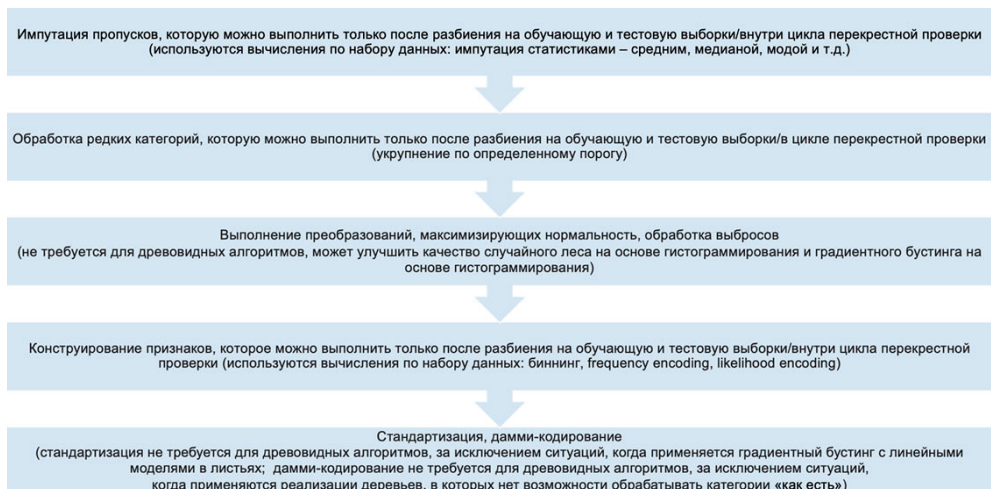 Импутация пропусков, которую можно выполнить только после разбиения на обучающую и тестовую выборки/внутри цикла перекрестной проверки
(используются вычисления по набору данных: импутация статистиками – средним, медианой, модой и т.д.)
Обработка редких категорий, которую можно выполнить только после разбиения на обучающую и тестовую выборки/в цикле перекрестной проверки
(укрупнение по определенному порогу)
Выполнение преобразований, максимизирующих нормальность, обработка выбросов
(не требуется для древовидных алгоритмов, может улучшить качество случайного леса на основе гистограммирования и градиентного бустинга на
основе гистограммирования)
Конструирование признаков, которое можно выполнить только после разбиения на обучающую и тестовую выборки/внутри цикла перекрестной
проверки (используются вычисления по набору данных: биннинг, frequency encoding, likelihood encoding)
Стандартизация, дамми-кодирование
(стандартизация не требуется для древовидных алгоритмов, за исключением ситуаций, когда применяется градиентный бустинг с линейными
моделями в листьях; дамми-кодирование не требуется для древовидных алгоритмов, за исключением ситуаций,
когда применяются реализации деревьев, в которых нет возможности обрабатывать категории «как есть»)